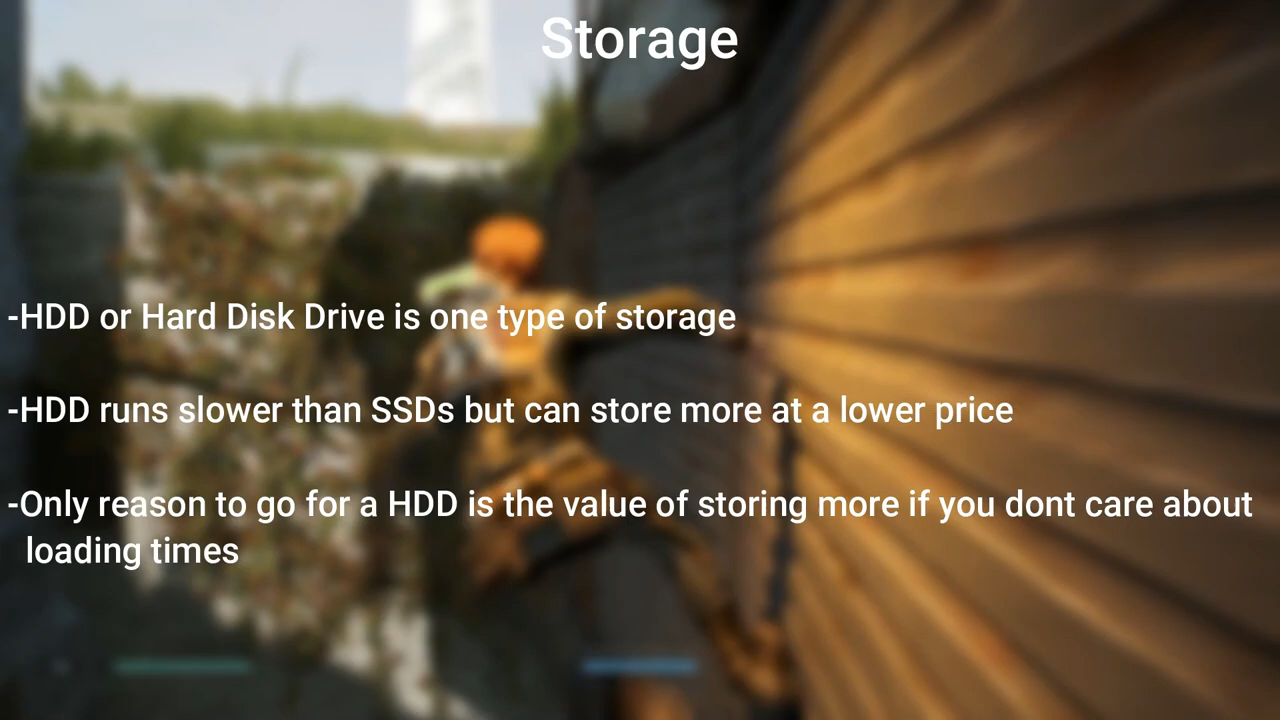 Storage
-HDD or Hard Disk Drive is one type of storage
-HDD runs slower than SSDs but can store more at a lower price
-Only reason to go for a HDD is the value of storing more if you dont care about
loading times